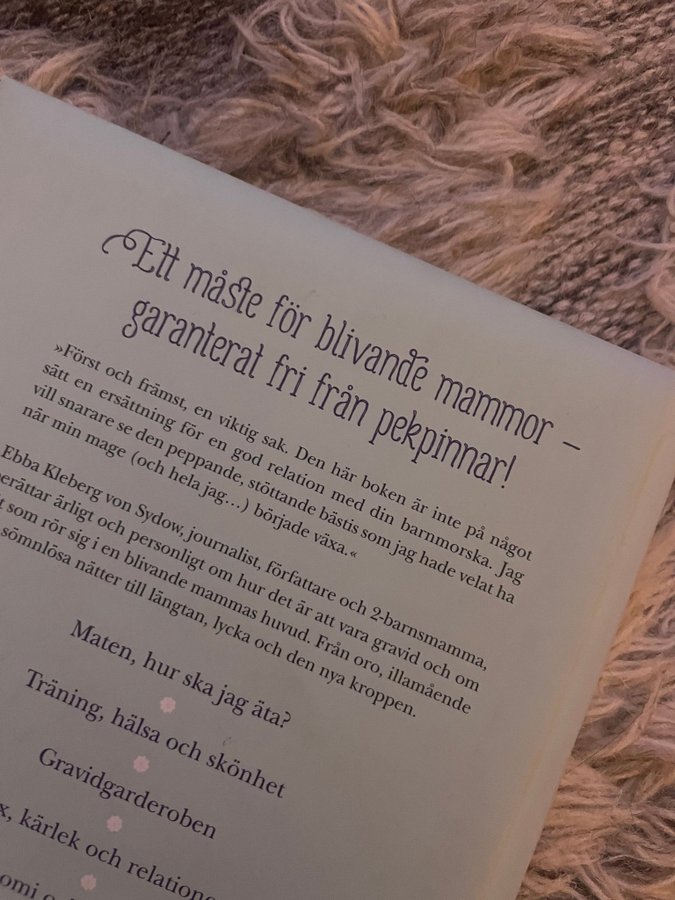 Ett måste för blivande mammor –
garanterat fri från pekpinnar!
»Först och främst, en viktig sak. Den här boken är inte på något
sätt en ersättning för en god relation med din barnmorska. Jag
vill snarare se den peppande, stöttande bästis som jag hade velat ha
när min mage (och hela jag…) började växa.«
Ebba Kleberg von Sydow, journalist, författare och 2-barnsmamma,
berättar ärligt och personligt om hur det är att vara gravid och om
som rör sig i en blivande mammas huvud. Från oro, illamående
sömnlösa nätter till längtan, lycka och den nya kroppen.
Maten, hur ska jag äta?
Träning, hälsa och skönhet
Gravidgarderoben
kärlek och